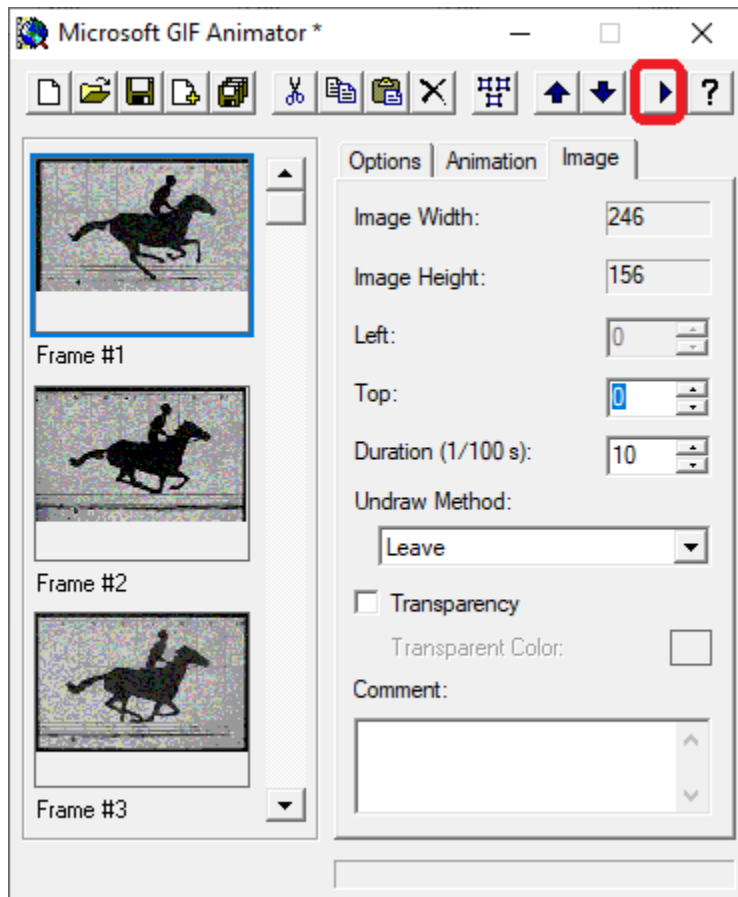 Microsoft GIF Animator *
?
Options Animation Image
Image Width: 246
Image Height: 156
Left: 0
Top: 0
Duration (1/100 s): 10
Undraw Method:
Leave
Transparency
Transparent Color:
Comment:
Frame #1
Frame #2
Frame #3